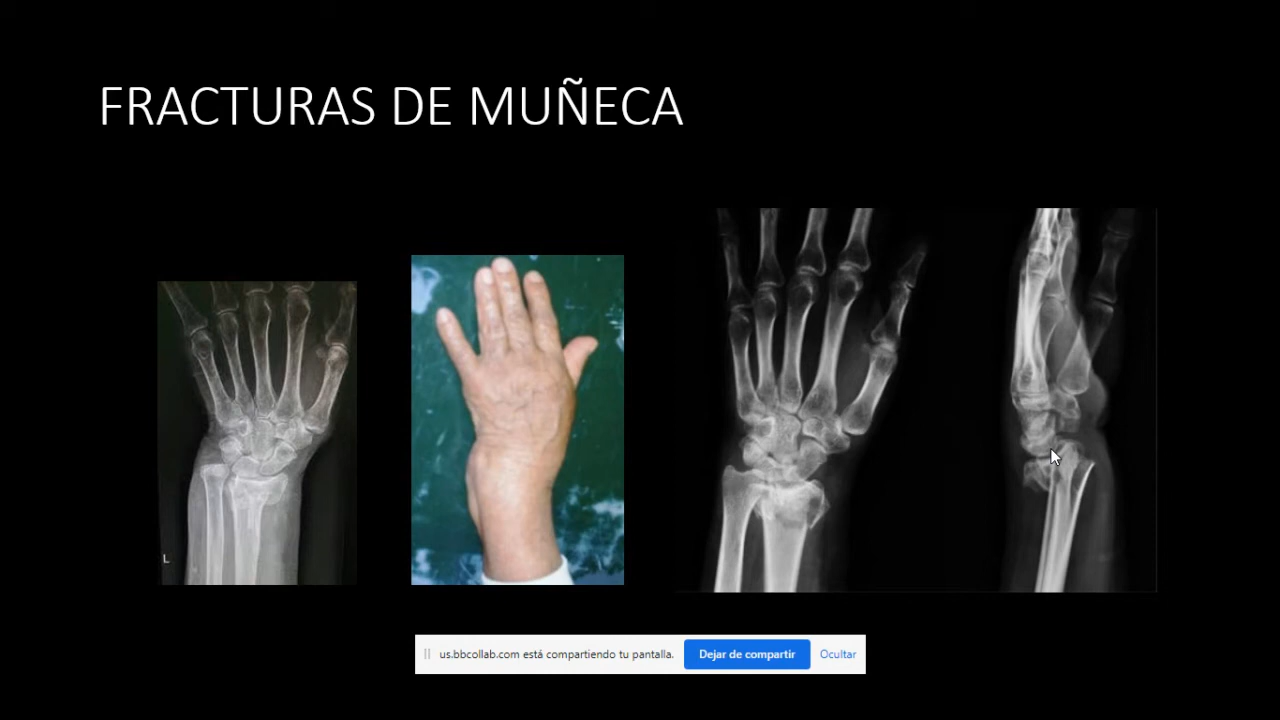 FRACTURAS DE MUÑECA
L
us.bbcollab.com está compartiendo tu pantalla. Dejar de compartir Ocultar